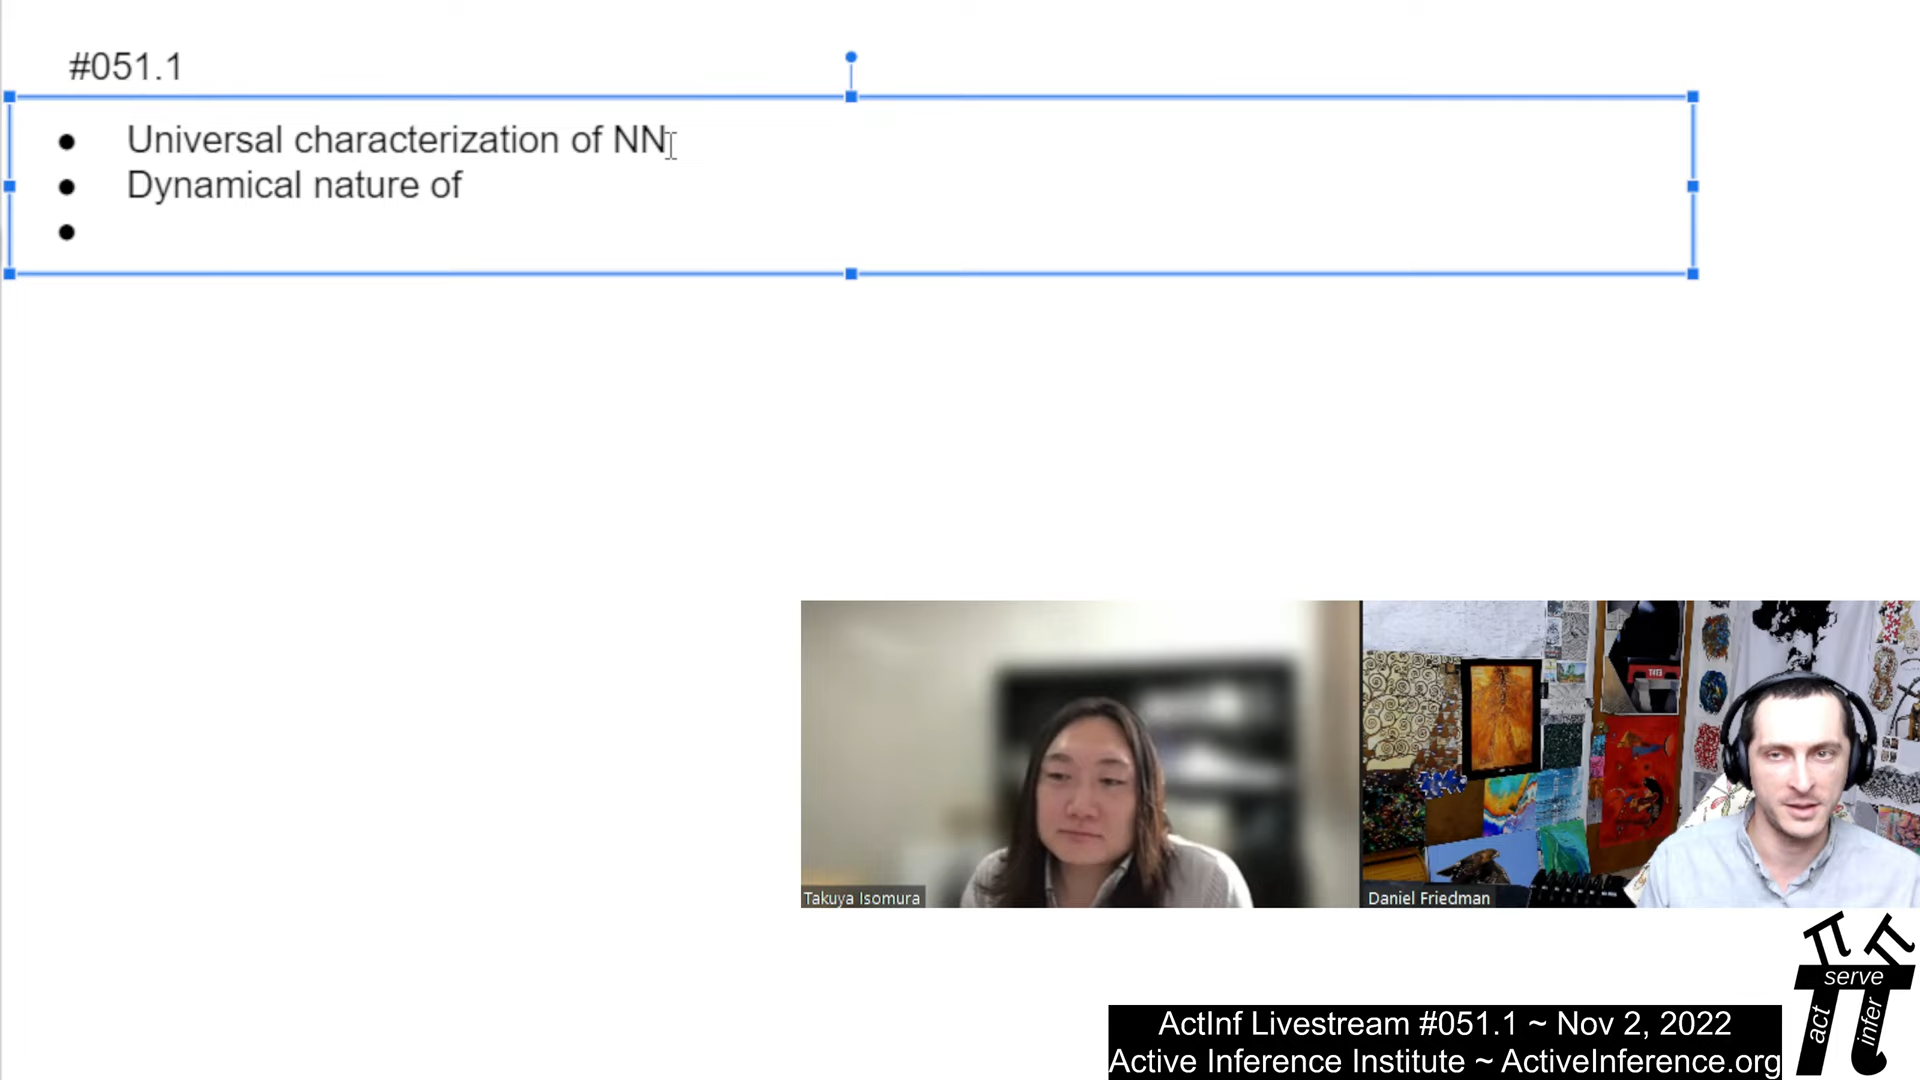 #051.1
● Universal characterization of NN
● Dynamical nature of
●
Takuya Isomura
Daniel Friedman
serve
act
infer
ActInf Livestream #051.1 ~ Nov 2, 2022
Active Inference Institute ~ ActiveInference.org